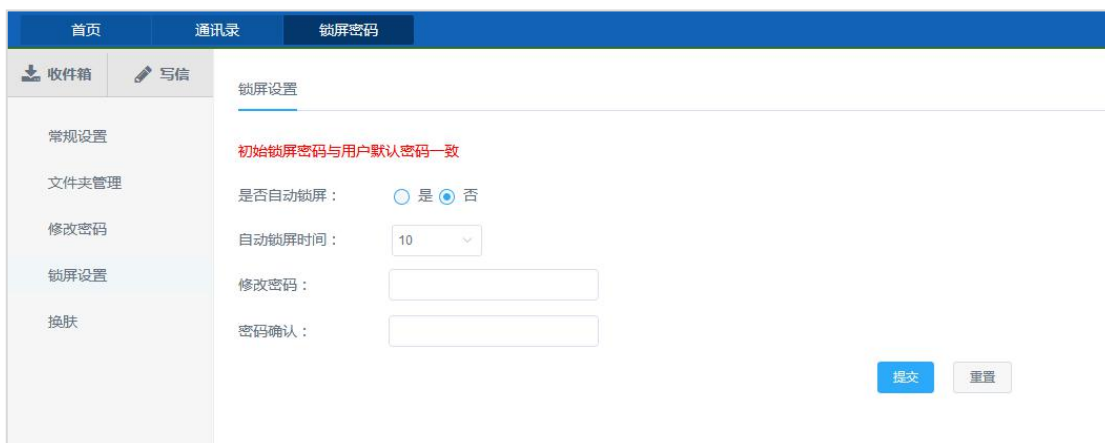 首页 通讯录 锁屏密码
收件箱 写信
常规设置
文件夹管理
修改密码
锁屏设置
换肤
锁屏设置
初始锁屏密码与用户默认密码一致
是否自动锁屏： 是 否
自动锁屏时间： 10
修改密码：
密码确认：
提交 重置